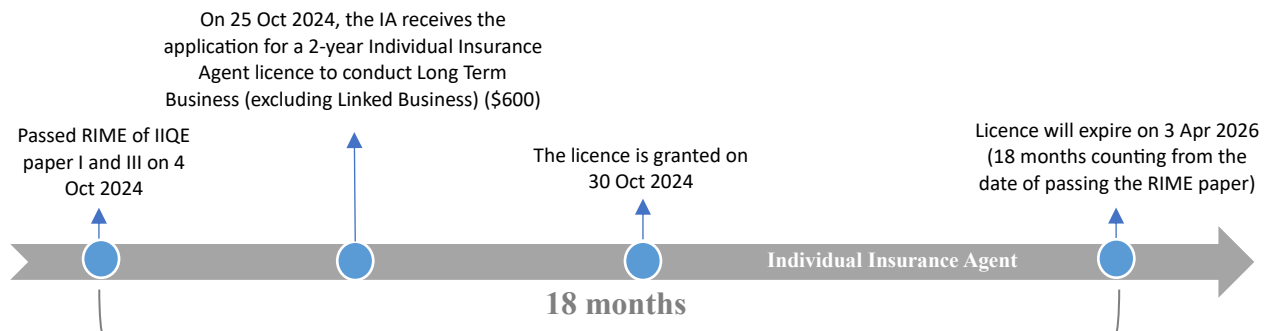 On 25 Oct 2024, the IA receives the
application for a 2-year Individual Insurance
Agent licence to conduct Long Term
Business (excluding Linked Business) ($600)
Passed RIME of IIQE
paper I and III on 4
Oct 2024
The licence is granted on
30 Oct 2024
Licence will expire on 3 Apr 2026
(18 months counting from the
date of passing the RIME paper)
Individual Insurance Agent
18 months